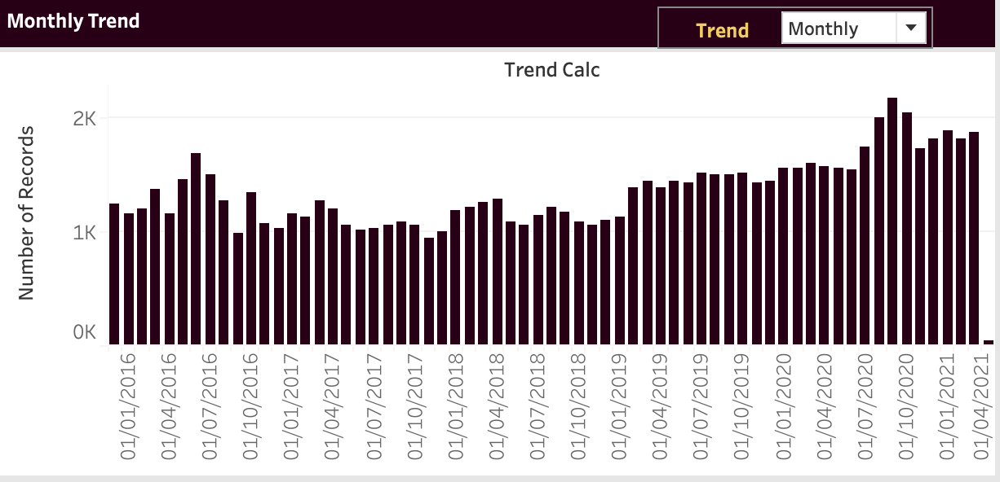 Monthly Trend
Trend
Monthly
Trend Calc
Number of Records
2K
1K
0K
01/01/2016
01/04/2016
01/07/2016
01/10/2016
01/01/2017
01/04/2017
01/07/2017
01/10/2017
01/01/2018
01/04/2018
01/07/2018
01/10/2018
01/01/2019
01/04/2019
01/07/2019
01/10/2019
01/01/2020
01/04/2020
01/07/2020
01/10/2020
01/01/2021
01/04/2021